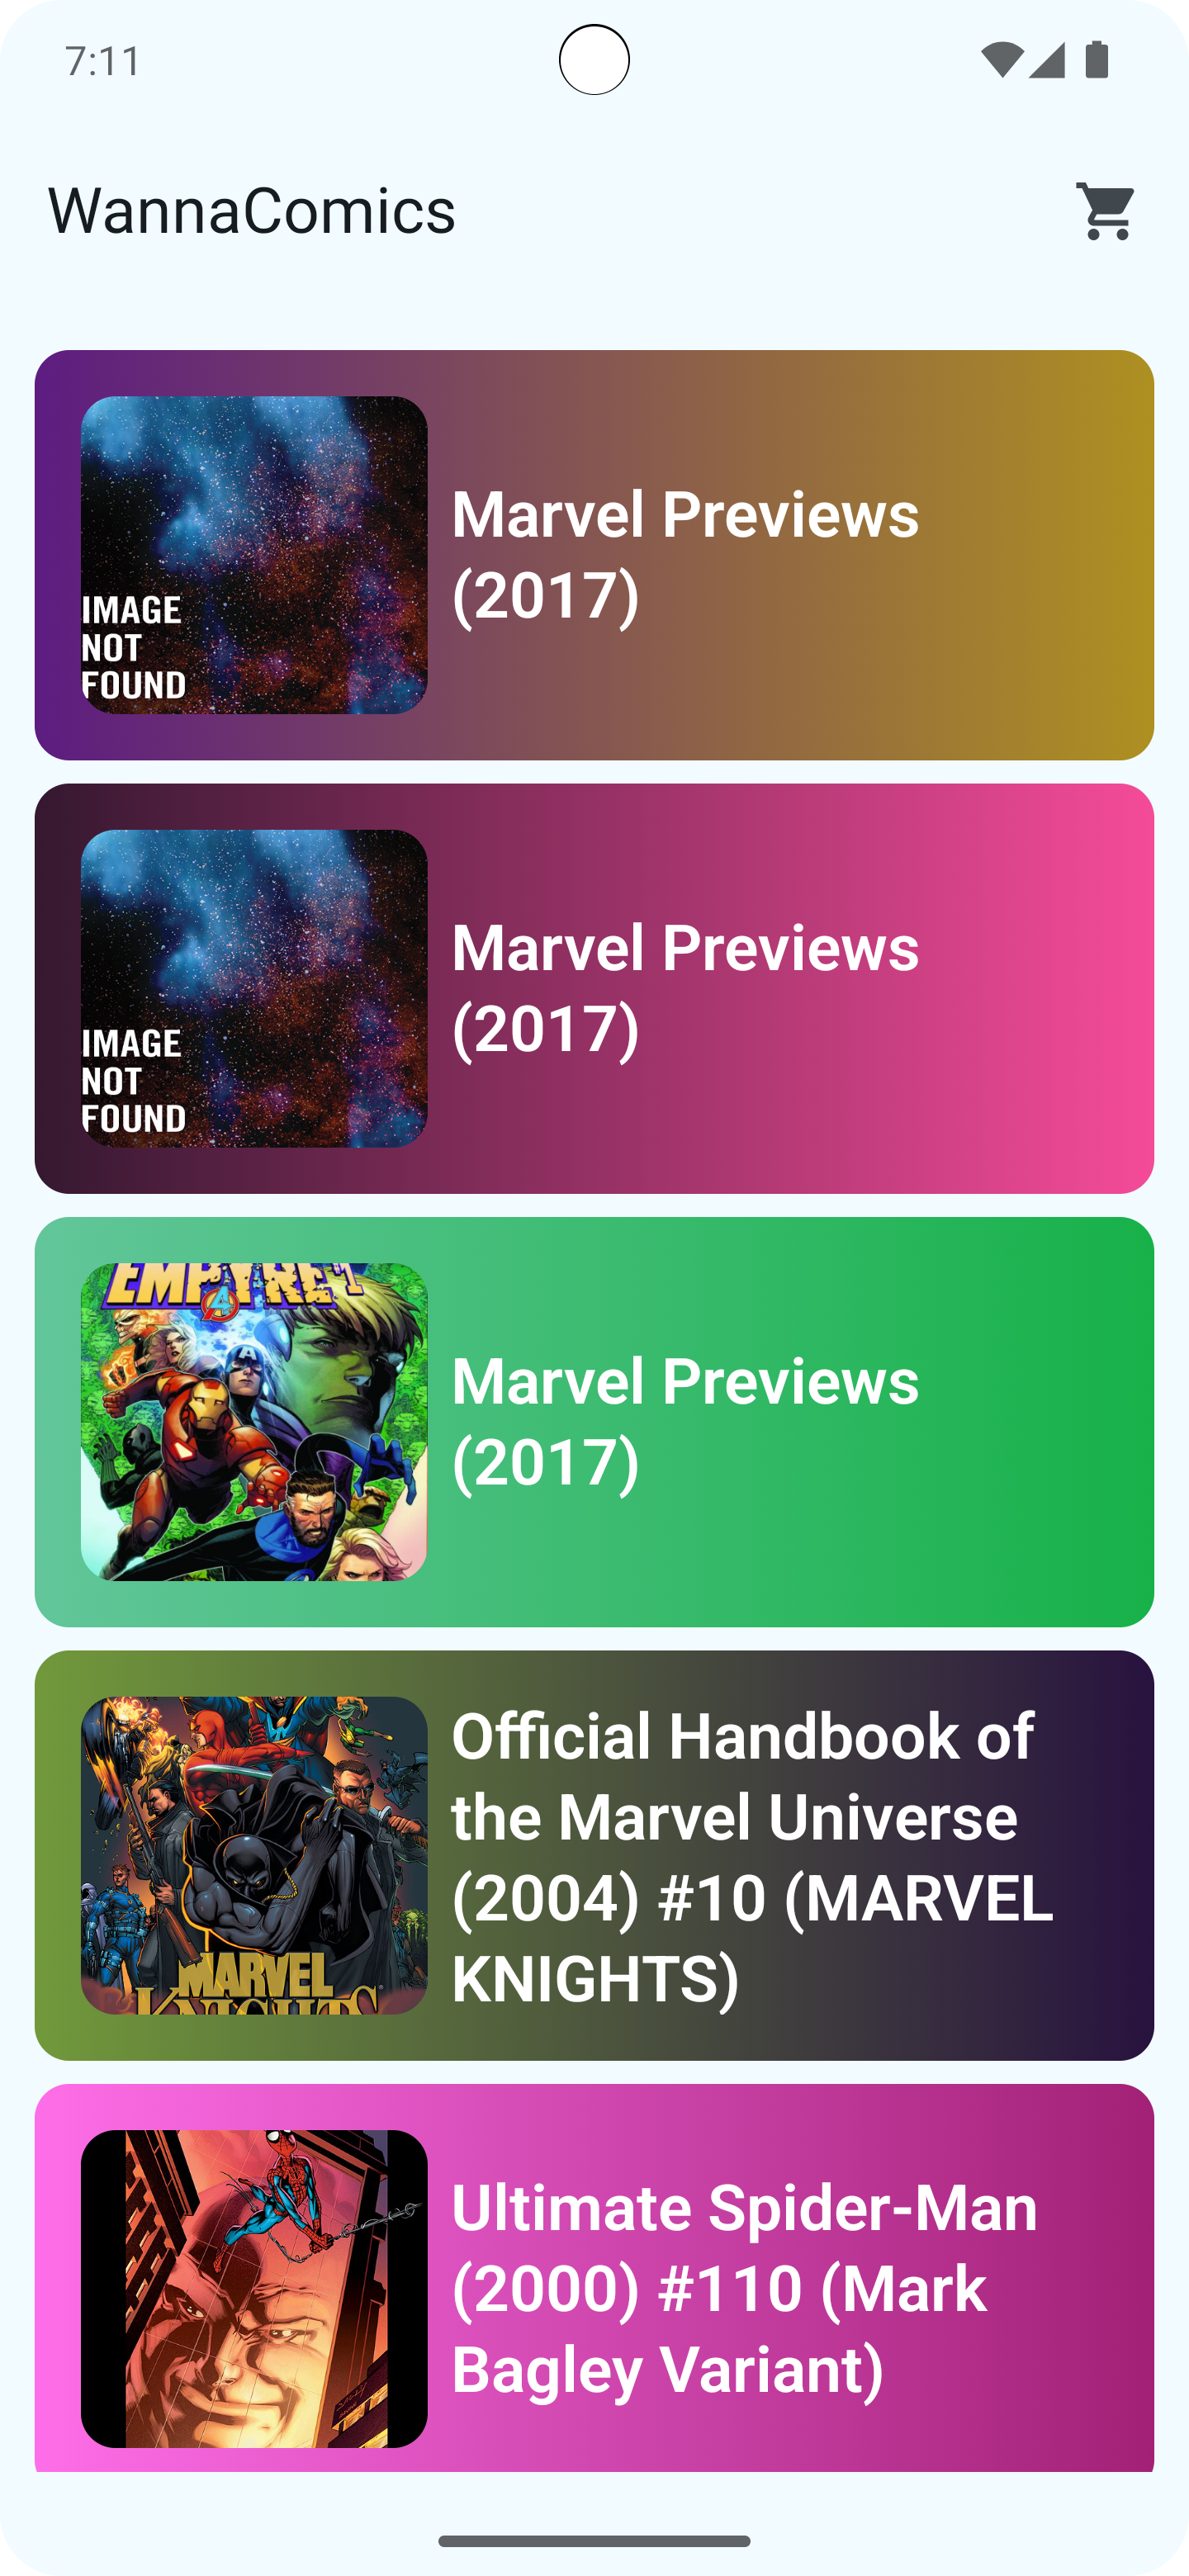 7:11
WannaComics
IMAGE
NOT
FOUND
Marvel Previews
(2017)
IMAGE
NOT
FOUND
Marvel Previews
(2017)
EMPYRE 1
Marvel Previews
(2017)
MARVEL
KNIGHTS
Official Handbook of
the Marvel Universe
(2004) #10 (MARVEL
KNIGHTS)
Ultimate Spider-Man
(2000) #110 (Mark
Bagley Variant)